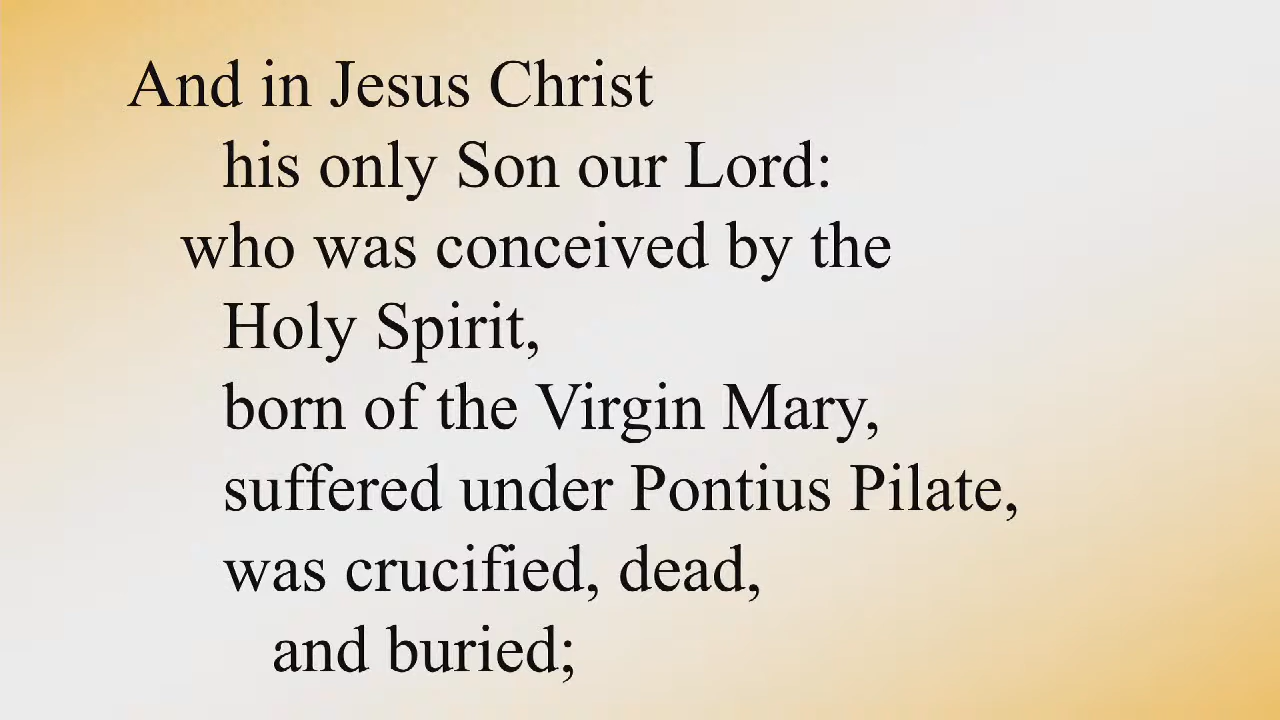 And in Jesus Christ
his only Son our Lord:
who was conceived by the
Holy Spirit,
born of the Virgin Mary,
suffered under Pontius Pilate,
was crucified, dead,
and buried;